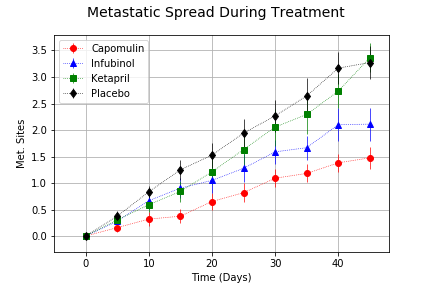 Metastatic Spread During Treatment
Capomulin
Infubinol
Ketapril
Placebo
3.5
3.0
2.5
2.0
1.5
1.0
0.5
0.0
Met. Sites
0
10
20
30
40
Time (Days)